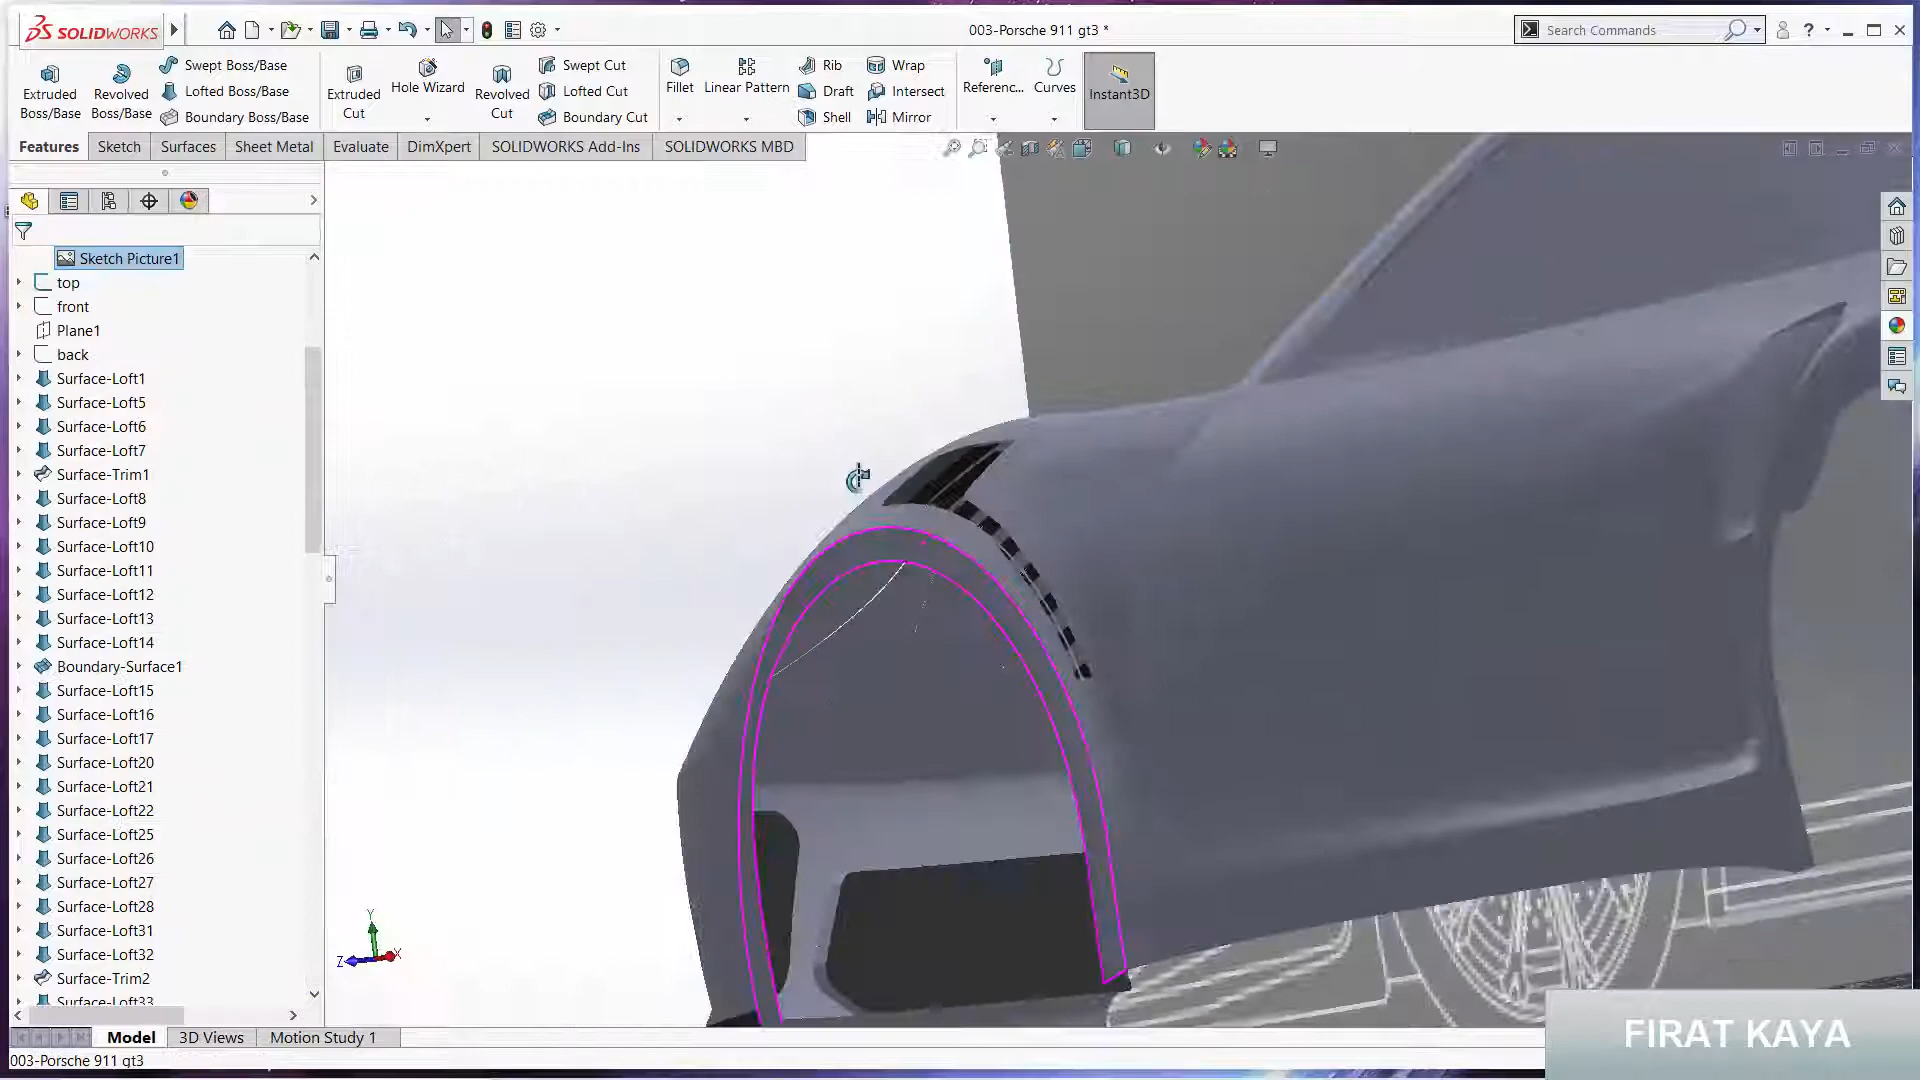 SOLIDWORKS
003-Porsche 911 gt3 *
Search Commands
Extruded Boss/Base
Revolved Boss/Base
Swept Boss/Base
Lofted Boss/Base
Boundary Boss/Base
Extruded Cut
Hole Wizard
Revolved Cut
Swept Cut
Lofted Cut
Boundary Cut
Fillet
Linear Pattern
Rib
Draft
Shell
Wrap
Intersect
Mirror
Referenc...
Curves
Instant3D
Features
Sketch
Surfaces
Sheet Metal
Evaluate
DimXpert
SOLIDWORKS Add-Ins
SOLIDWORKS MBD
Sketch Picture1
top
front
Plane1
back
Surface-Loft1
Surface-Loft5
Surface-Loft6
Surface-Loft7
Surface-Trim1
Surface-Loft8
Surface-Loft9
Surface-Loft10
Surface-Loft11
Surface-Loft12
Surface-Loft13
Surface-Loft14
Boundary-Surface1
Surface-Loft15
Surface-Loft16
Surface-Loft17
Surface-Loft20
Surface-Loft21
Surface-Loft22
Surface-Loft25
Surface-Loft26
Surface-Loft27
Surface-Loft28
Surface-Loft31
Surface-Loft32
Surface-Trim2
Surface-Loft33
Y
Z
X
Model
3D Views
Motion Study 1
003-Porsche 911 gt3
FIRAT KAYA